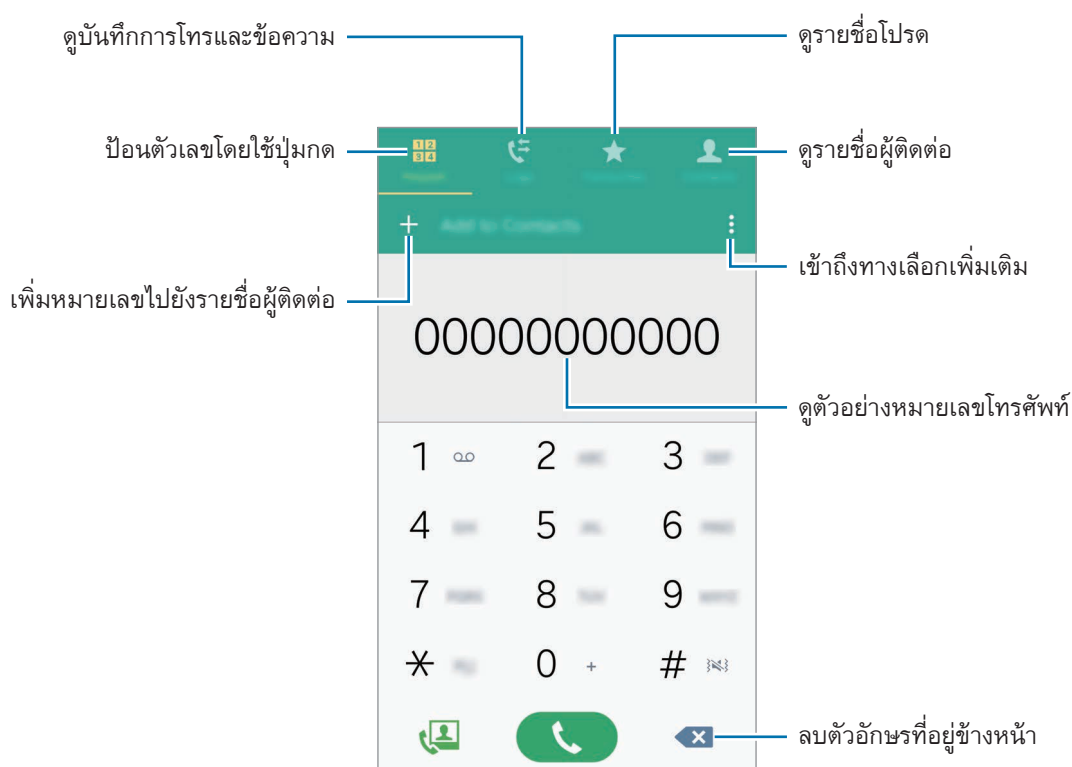 ดูบันทึกการโทรและข้อความ
ดูรายชื่อโปรด
ป้อนตัวเลขโดยใช้ปุ่มกด
1 2
3 4
ดูรายชื่อผู้ติดต่อ
Add to Contacts
เข้าถึงทางเลือกเพิ่มเติม
เพิ่มหมายเลขไปยังรายชื่อผู้ติดต่อ
00000000000
ดูตัวอย่างหมายเลขโทรศัพท์
1 2 3
4 5 6
7 8 9
* 0 + #
ลบตัวอักษรที่อยู่ข้างหน้า